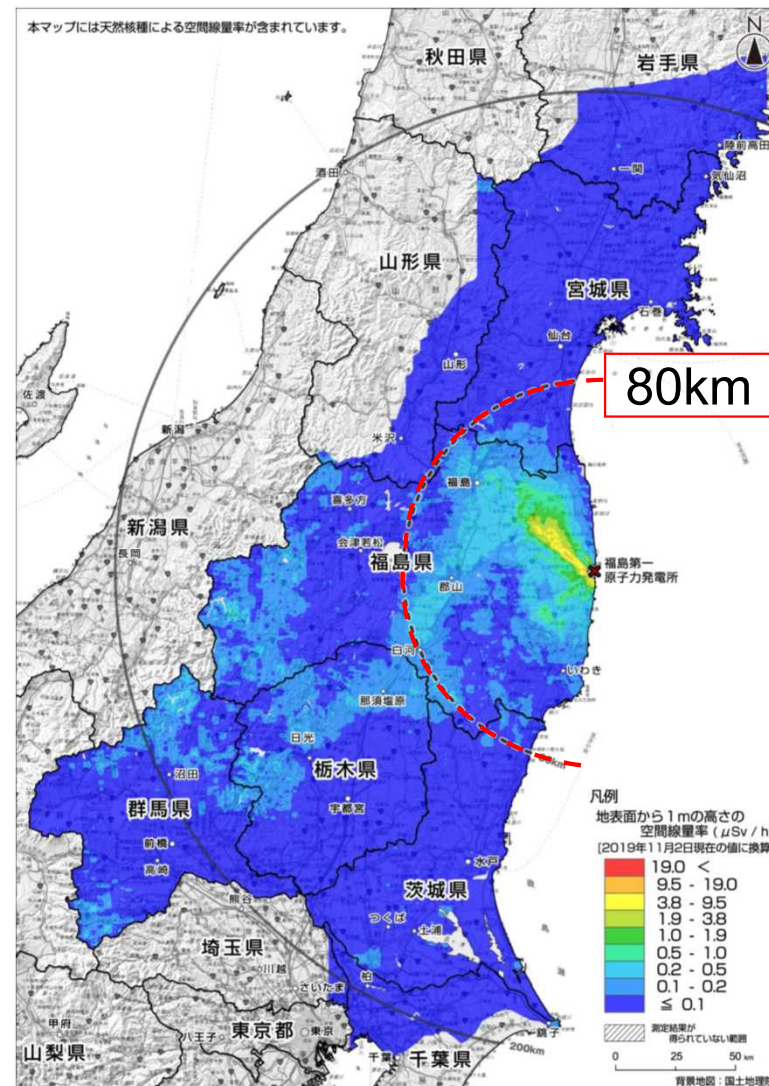 本マップには天然核種による空間線量率が含まれています。
N
秋田県
岩手県
陸前高田
酒田
一関
気仙沼
山形県
宮城県
石巻
仙台
佐渡
山形
80km
新潟
米沢
福島
喜多方
新潟県
会津若松
長岡
福島県
福島第一
原子力発電所
郡山
白河
いわき
那須塩原
日光
80km
沼田
栃木県
群馬県
宇都宮
前橋
高崎
水戸
熊谷
茨城県
つくば
土浦
埼玉県
川越
柏
さいたま
甲府
八王子
東京都
東京
銚子
200km
山梨県
千葉
千葉県
凡例
地表面から1mの高さの
空間線量率 ( μSv / h
[2019年11月2日現在の値に換算
19.0 <
9.5 - 19.0
3.8 - 9.5
1.9 - 3.8
1.0 - 1.9
0.5 - 1.0
0.2 - 0.5
0.1 - 0.2
≦ 0.1
測定結果が
得られていない範囲
0 25 50 km
背景地図：国土地理院